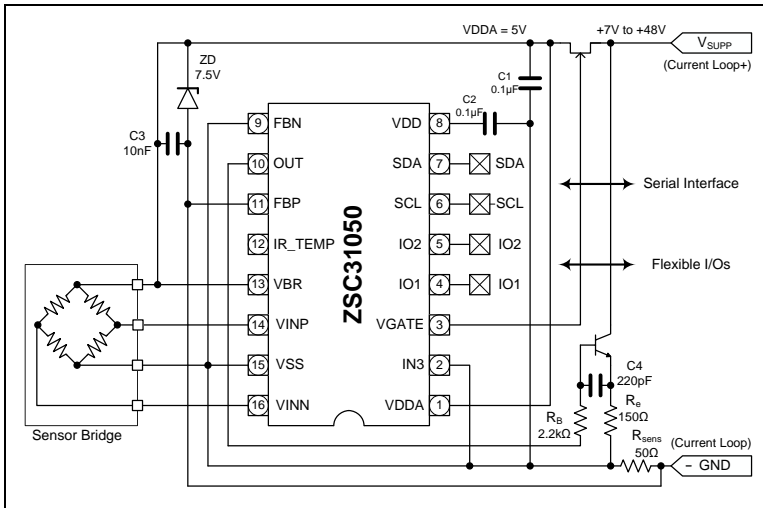 VDDA = 5V
+7V to +48V
VSUPP
(Current Loop+)
ZD
7.5V
C1
0.1µF
C2
0.1µF
C3
10nF
9 FBN
10 OUT
11 FBP
12 IR_TEMP
13 VBR
14 VINP
15 VSS
16 VINN
ZSC31050
VDD 8
SDA 7 SDA
SCL 6 SCL
IO2 5 IO2
IO1 4 IO1
VGATE 3
IN3 2
VDDA 1
Serial Interface
Flexible I/Os
C4
220pF
Re
150Ω
RB
2.2kΩ
Rsens
50Ω
(Current Loop)
– GND
Sensor Bridge